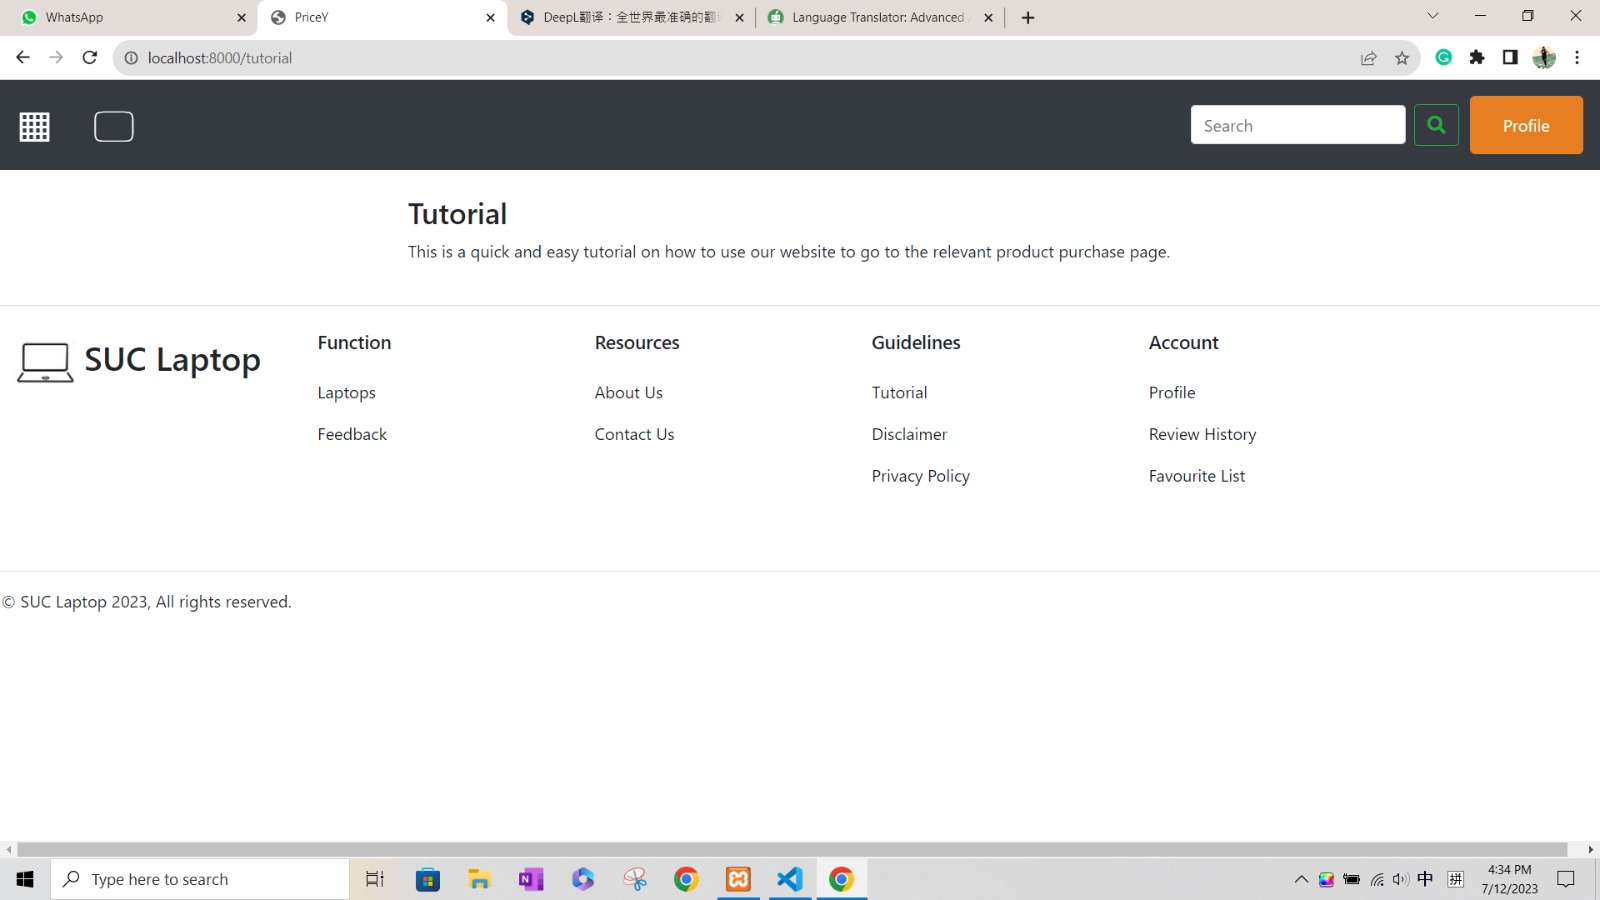 WhatsApp
PriceY
DeepL翻译：全世界最准确的翻
Language Translator: Advanced
localhost:8000/tutorial
Search
Profile
Tutorial
This is a quick and easy tutorial on how to use our website to go to the relevant product purchase page.
SUC Laptop
Function
Laptops
Feedback
Resources
About Us
Contact Us
Guidelines
Tutorial
Disclaimer
Privacy Policy
Account
Profile
Review History
Favourite List
© SUC Laptop 2023, All rights reserved.
Type here to search
中
拼
4:34 PM
7/12/2023